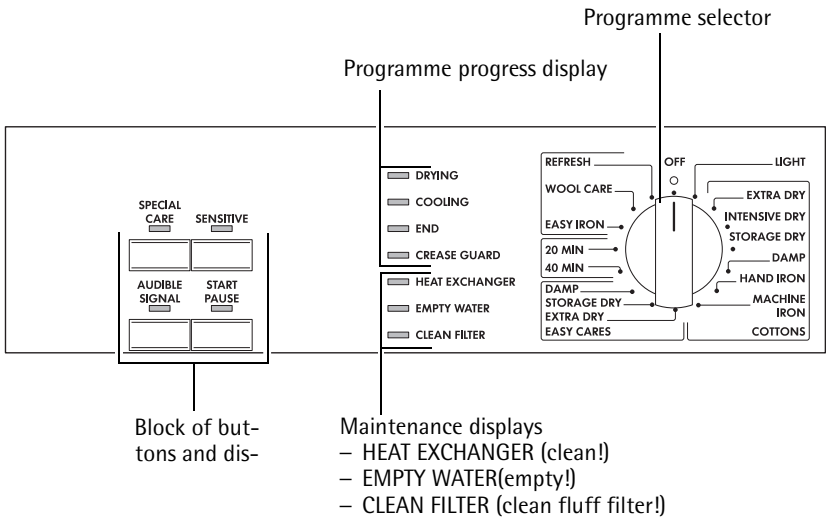 Programme selector
Programme progress display
DRYING
COOLING
END
CREASE GUARD
HEAT EXCHANGER
EMPTY WATER
CLEAN FILTER
SPECIAL
CARE
SENSITIVE
AUDIBLE
SIGNAL
START
PAUSE
REFRESH
WOOL CARE
EASY IRON
20 MIN
40 MIN
DAMP
STORAGE DRY
EXTRA DRY
EASY CARES
OFF
LIGHT
EXTRA DRY
INTENSIVE DRY
STORAGE DRY
DAMP
HAND IRON
MACHINE
IRON
COTTONS
Block of but-
tons and dis-
Maintenance displays
– HEAT EXCHANGER (clean!)
– EMPTY WATER(empty!)
– CLEAN FILTER (clean fluff filter!)